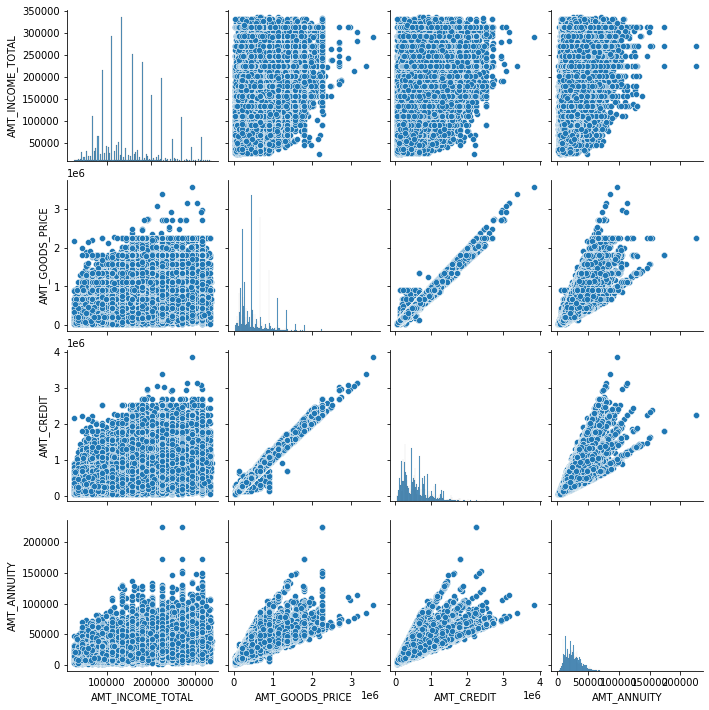 350000
300000
250000
200000
150000
100000
50000
AMT_INCOME_TOTAL
1e6
3
2
1
0
AMT_GOODS_PRICE
1e6
4
3
2
1
0
AMT_CREDIT
200000
150000
100000
50000
0
AMT_ANNUITY
100000 200000 300000
AMT_INCOME_TOTAL
0 1 2 3
1e6
AMT_GOODS_PRICE
0 1 2 3 4
1e6
AMT_CREDIT
0 50000 100000 150000 200000
AMT_ANNUITY